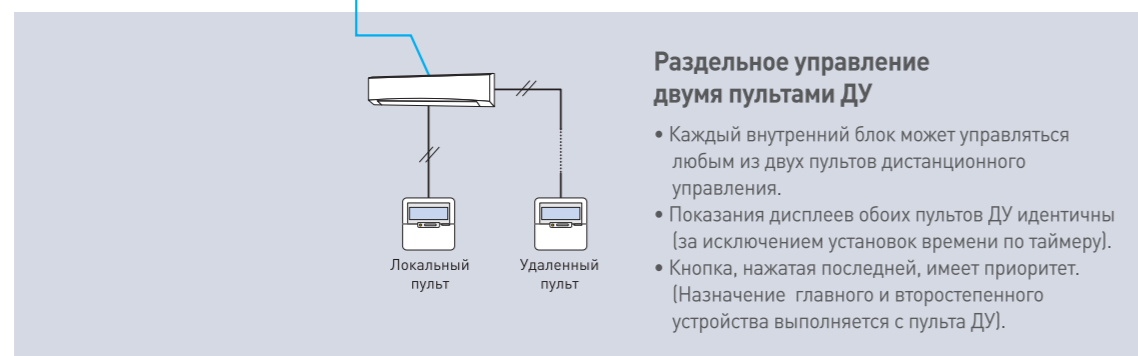 Раздельное управление
двумя пультами ДУ
• Каждый внутренний блок может управляться
любым из двух пультов дистанционного
управления.
• Показания дисплеев обоих пультов ДУ идентичны
(за исключением установок времени по таймеру).
• Кнопка, нажатая последней, имеет приоритет.
(Назначение главного и второстепенного
устройства выполняется с пульта ДУ).
Локальный
пульт
Удаленный
пульт